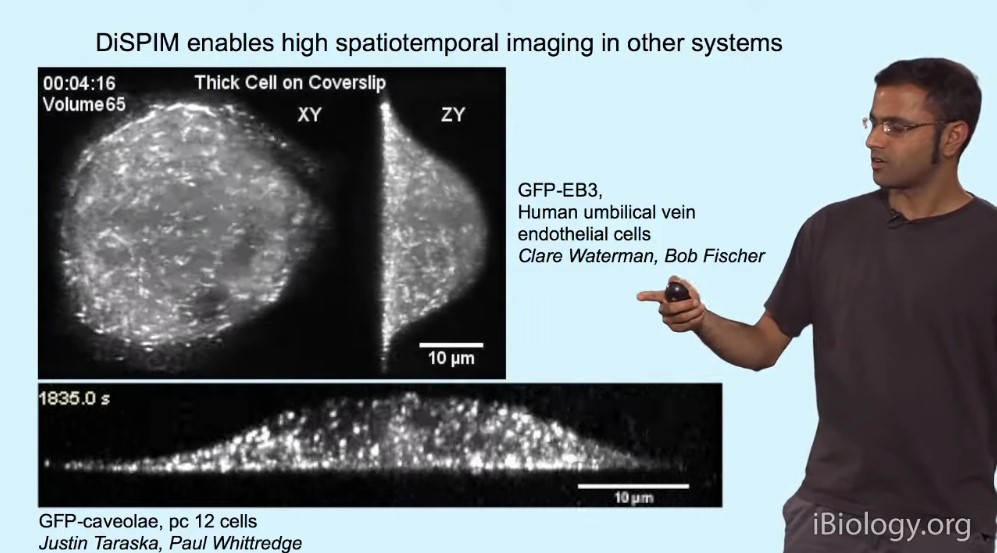 DiSPIM enables high spatiotemporal imaging in other systems
00:04:16
Thick Cell on Coverslip
Volume65
XY
ZY
GFP-EB3,
Human umbilical vein
endothelial cells
Clare Waterman, Bob Fischer
10 µm
1835.0 s
10 µm
GFP-caveolae, pc 12 cells
Justin Taraska, Paul Whittredge
iBiology.org